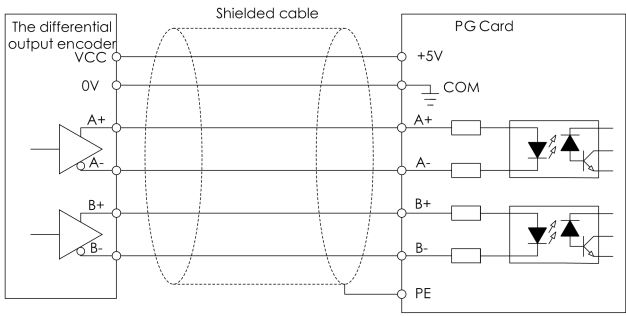 Shielded cable
The differential
output encoder
PG Card
VCC
+5V
0V
COM
A+
A+
A-
A-
B+
B+
B-
B-
PE